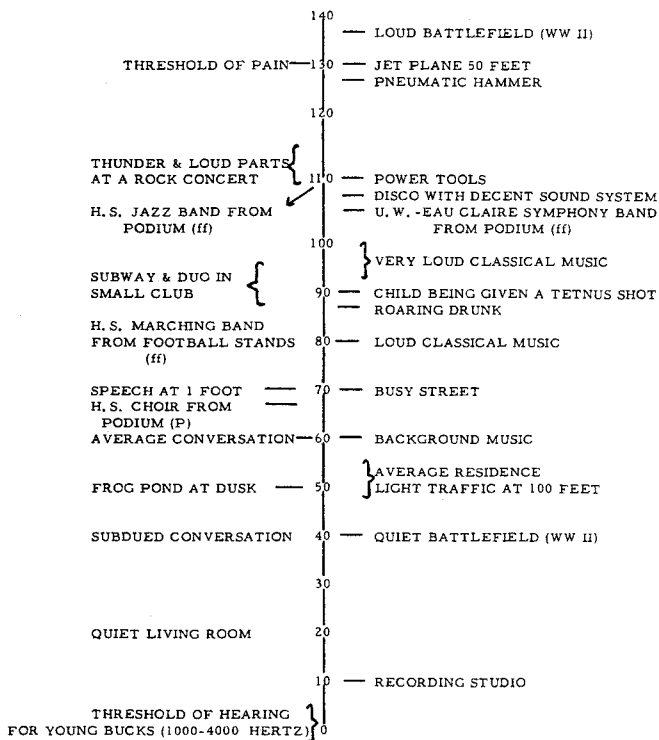 140
LOUD BATTLEFIELD (WW II)
THRESHOLD OF PAIN 130 JET PLANE 50 FEET
PNEUMATIC HAMMER
120
THUNDER & LOUD PARTS
AT A ROCK CONCERT 110 POWER TOOLS
DISCO WITH DECENT SOUND SYSTEM
H.S. JAZZ BAND FROM U.W.-EAU CLAIRE SYMPHONY BAND
PODIUM (ff) FROM PODIUM (ff)
100
VERY LOUD CLASSICAL MUSIC
SUBWAY & DUO IN
SMALL CLUB 90 CHILD BEING GIVEN A TETNUS SHOT
ROARING DRUNK
H.S. MARCHING BAND
FROM FOOTBALL STANDS 80 LOUD CLASSICAL MUSIC
(ff)
SPEECH AT 1 FOOT 70 BUSY STREET
H.S. CHOIR FROM
PODIUM (P)
AVERAGE CONVERSATION 60 BACKGROUND MUSIC
AVERAGE RESIDENCE
FROG POND AT DUSK 50 LIGHT TRAFFIC AT 100 FEET
SUBDUED CONVERSATION 40 QUIET BATTLEFIELD (WW II)
30
QUIET LIVING ROOM 20
10 RECORDING STUDIO
THRESHOLD OF HEARING
FOR YOUNG BUCKS (1000-4000 HERTZ) 0